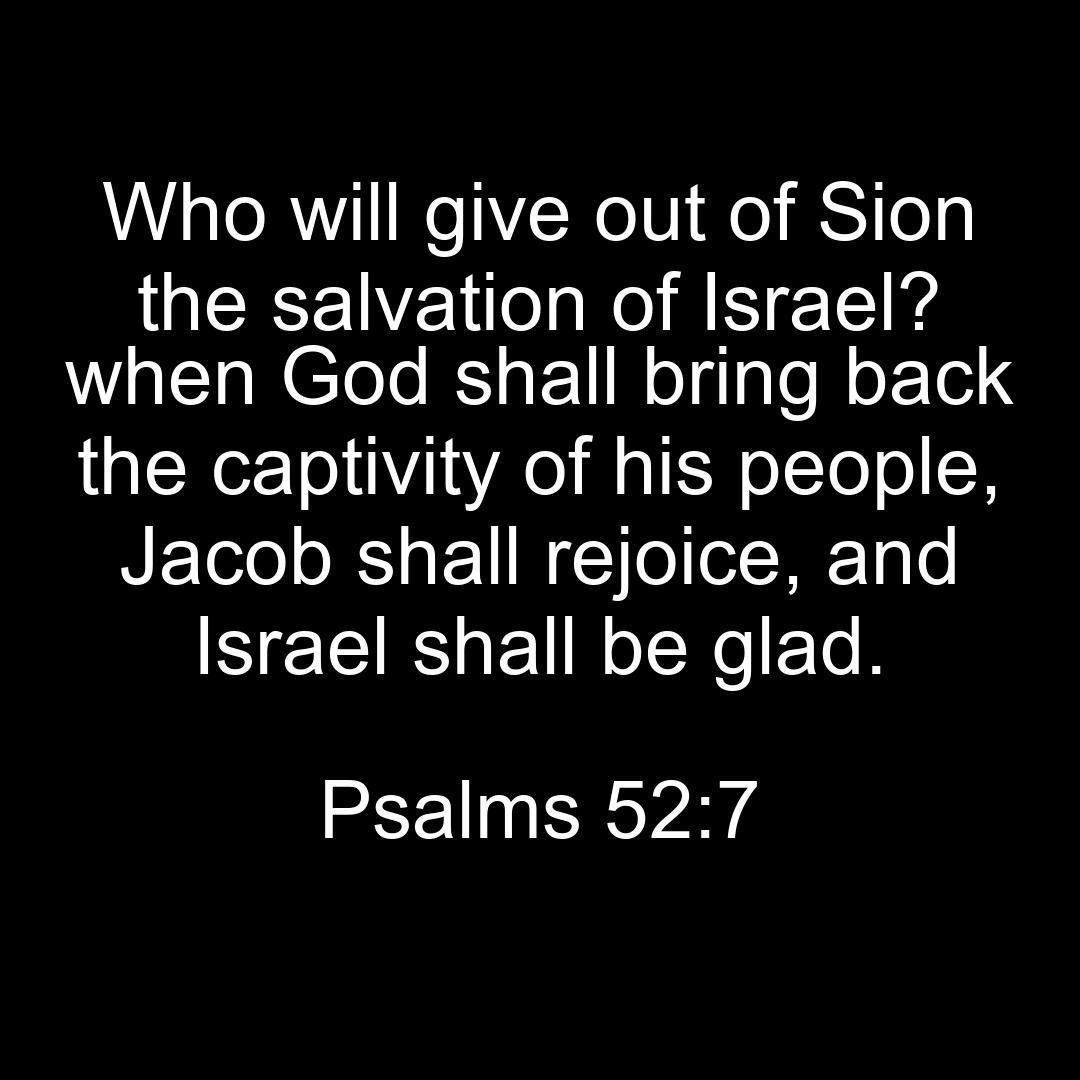 Who will give out of Sion
the salvation of Israel?
when God shall bring back
the captivity of his people,
Jacob shall rejoice, and
Israel shall be glad.
Psalms 52:7